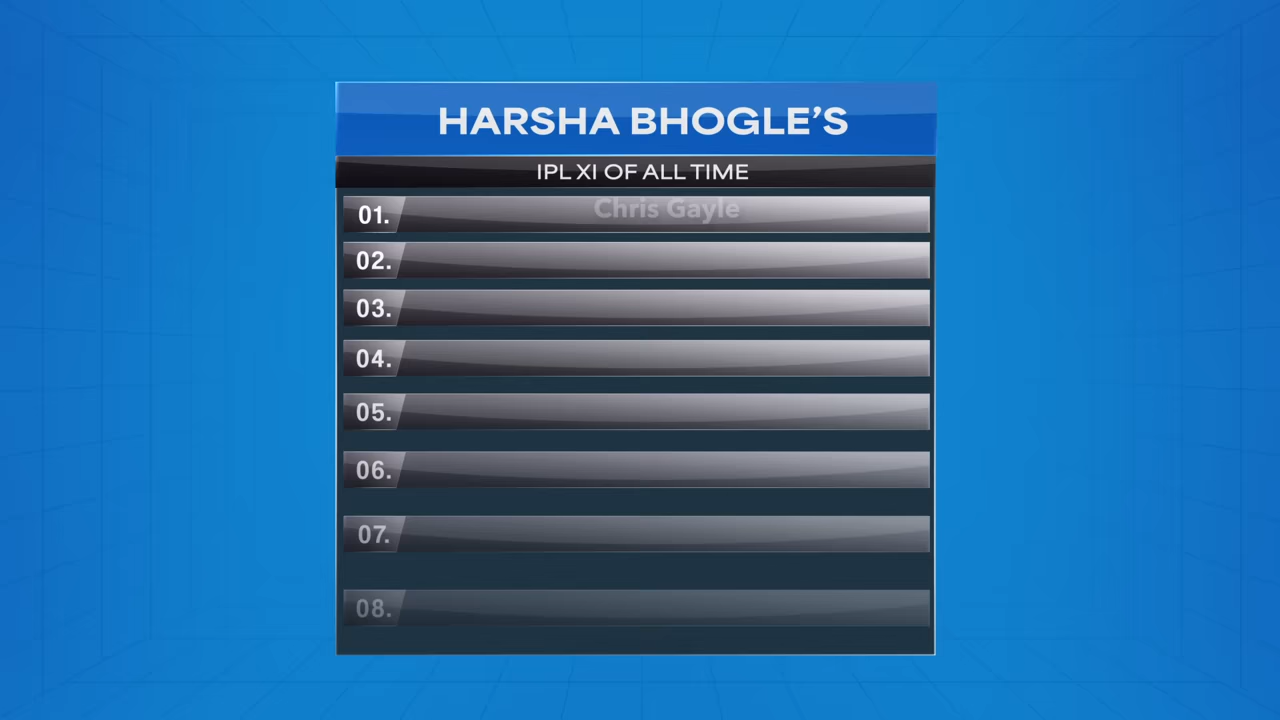 HARSHA BHOGLE’S
IPL XI OF ALL TIME
01. Chris Gayle
02.
03.
04.
05.
06.
07.
08.